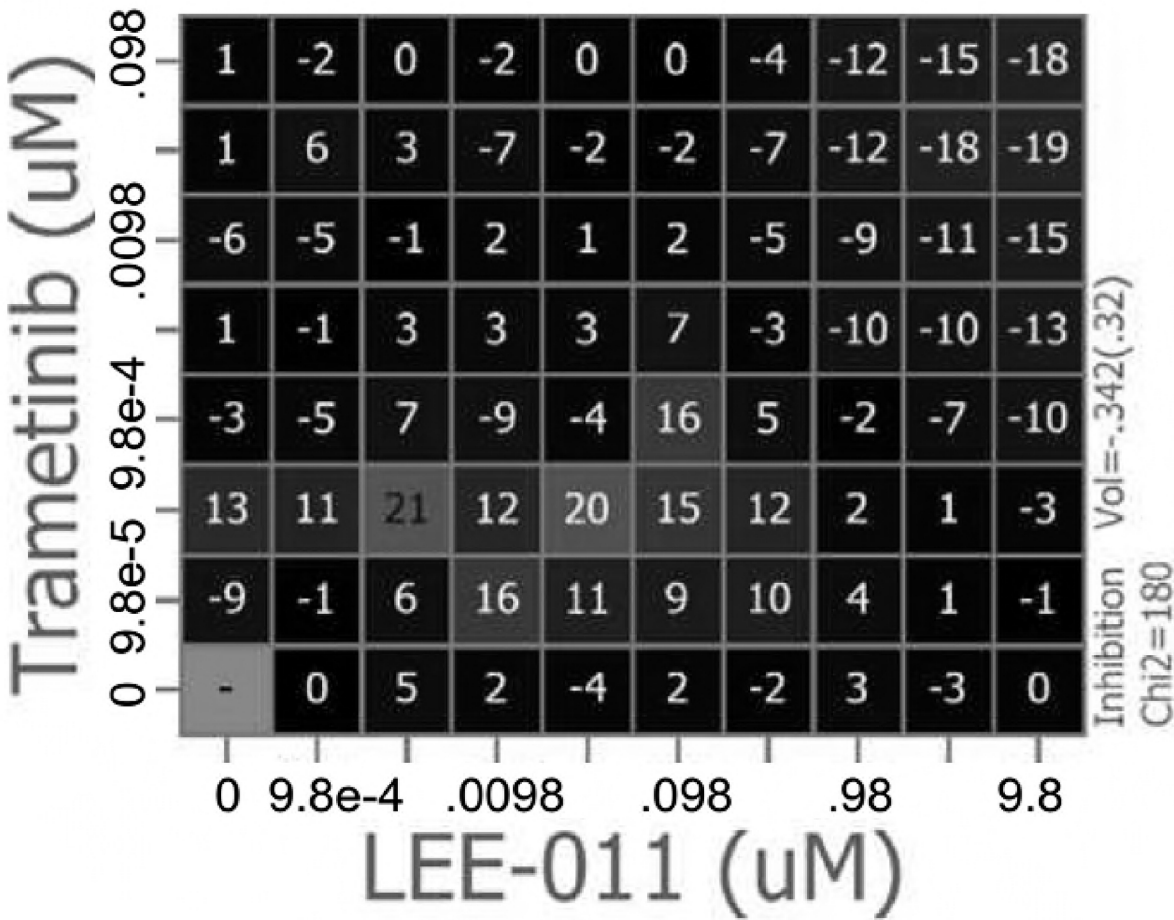 Trametinib (uM)
.098 1 -2 0 -2 0 0 -4 -12 -15 -18
1 6 3 -7 -2 -2 -7 -12 -18 -19
.0098 -6 -5 -1 2 1 2 -5 -9 -11 -15
1 -1 3 3 3 7 -3 -10 -10 -13
9.8e-4 -3 -5 7 -9 -4 16 5 -2 -7 -10
13 11 21 12 20 15 12 2 1 -3
9.8e-5 -9 -1 6 16 11 9 10 4 1 -1
0 - 0 5 2 -4 2 -2 3 -3 0
0 9.8e-4 .0098 .098 .98 9.8
LEE-011 (uM)
Inhibition Vol=-.342(.32)
Chi2=180